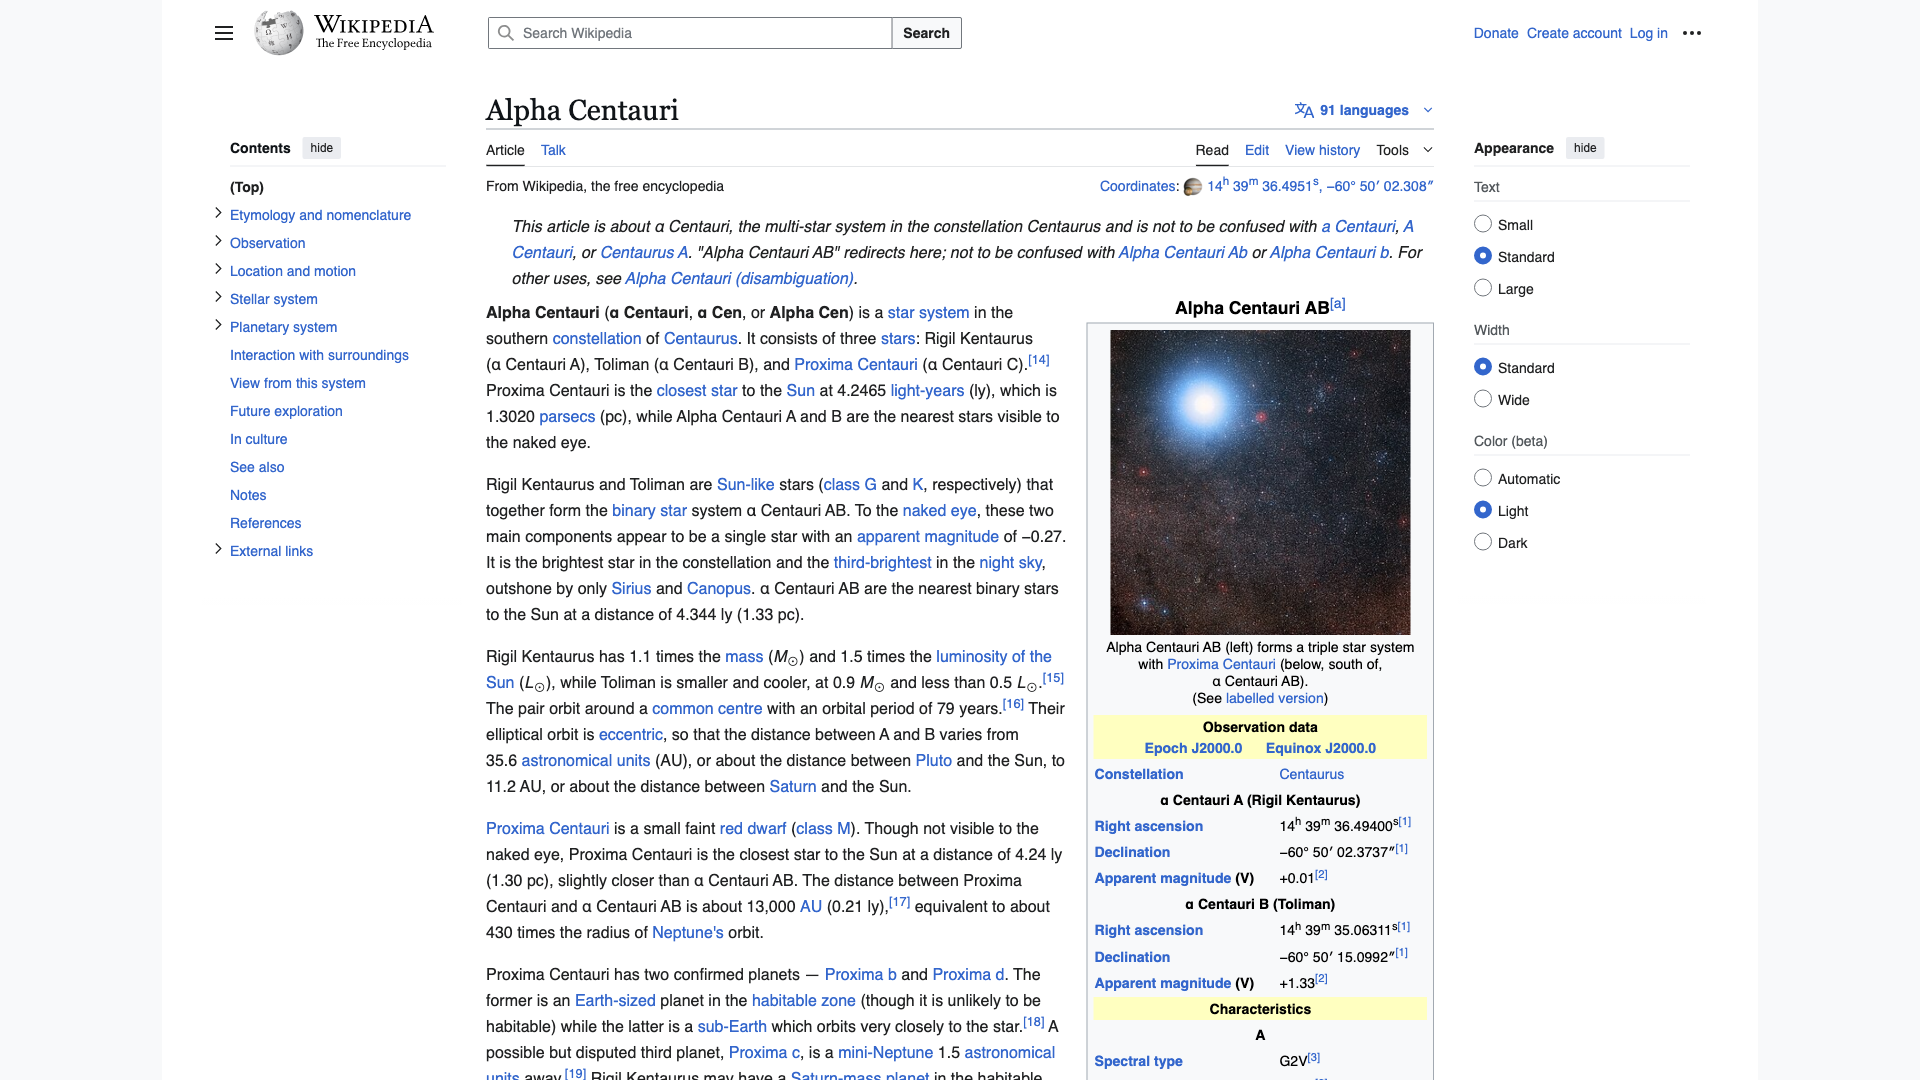 WIKIPEDIA
The Free Encyclopedia
Search Wikipedia
Search
Donate Create account Log in
Contents hide
(Top)
Etymology and nomenclature
Observation
Location and motion
Stellar system
Planetary system
Interaction with surroundings
View from this system
Future exploration
In culture
See also
Notes
References
External links
Alpha Centauri
91 languages
Article Talk
Read Edit View history Tools
From Wikipedia, the free encyclopedia
Coordinates: 14h 39m 36.4951s, −60° 50′ 02.308″
This article is about α Centauri, the multi-star system in the constellation Centaurus and is not to be confused with a Centauri, A
Centauri, or Centaurus A. "Alpha Centauri AB" redirects here; not to be confused with Alpha Centauri Ab or Alpha Centauri b. For
other uses, see Alpha Centauri (disambiguation).
Alpha Centauri (α Centauri, α Cen, or Alpha Cen) is a star system in the
southern constellation of Centaurus. It consists of three stars: Rigil Kentaurus
(α Centauri A), Toliman (α Centauri B), and Proxima Centauri (α Centauri C).[14]
Proxima Centauri is the closest star to the Sun at 4.2465 light-years (ly), which is
1.3020 parsecs (pc), while Alpha Centauri A and B are the nearest stars visible to
the naked eye.
Rigil Kentaurus and Toliman are Sun-like stars (class G and K, respectively) that
together form the binary star system α Centauri AB. To the naked eye, these two
main components appear to be a single star with an apparent magnitude of −0.27.
It is the brightest star in the constellation and the third-brightest in the night sky,
outshone by only Sirius and Canopus. α Centauri AB are the nearest binary stars
to the Sun at a distance of 4.344 ly (1.33 pc).
Rigil Kentaurus has 1.1 times the mass (M☉) and 1.5 times the luminosity of the
Sun (L☉), while Toliman is smaller and cooler, at 0.9 M☉ and less than 0.5 L☉.[15]
The pair orbit around a common centre with an orbital period of 79 years.[16] Their
elliptical orbit is eccentric, so that the distance between A and B varies from
35.6 astronomical units (AU), or about the distance between Pluto and the Sun, to
11.2 AU, or about the distance between Saturn and the Sun.
Proxima Centauri is a small faint red dwarf (class M). Though not visible to the
naked eye, Proxima Centauri is the closest star to the Sun at a distance of 4.24 ly
(1.30 pc), slightly closer than α Centauri AB. The distance between Proxima
Centauri and α Centauri AB is about 13,000 AU (0.21 ly),[17] equivalent to about
430 times the radius of Neptune's orbit.
Proxima Centauri has two confirmed planets — Proxima b and Proxima d. The
former is an Earth-sized planet in the habitable zone (though it is unlikely to be
habitable) while the latter is a sub-Earth which orbits very closely to the star.[18] A
possible but disputed third planet, Proxima c, is a mini-Neptune 1.5 astronomical
units away.[19] Rigil Kentaurus may have a Saturn-mass planet in the habitable
Alpha Centauri AB[a]
Alpha Centauri AB (left) forms a triple star system
with Proxima Centauri (below, south of,
α Centauri AB).
(See labelled version)
Observation data
Epoch J2000.0 Equinox J2000.0
Constellation Centaurus
α Centauri A (Rigil Kentaurus)
Right ascension 14h 39m 36.49400s[1]
Declination −60° 50′ 02.3737″[1]
Apparent magnitude (V) +0.01[2]
α Centauri B (Toliman)
Right ascension 14h 39m 35.06311s[1]
Declination −60° 50′ 15.0992″[1]
Apparent magnitude (V) +1.33[2]
Characteristics
A
Spectral type G2V[3]
Appearance hide
Text
Small
Standard
Large
Width
Standard
Wide
Color (beta)
Automatic
Light
Dark